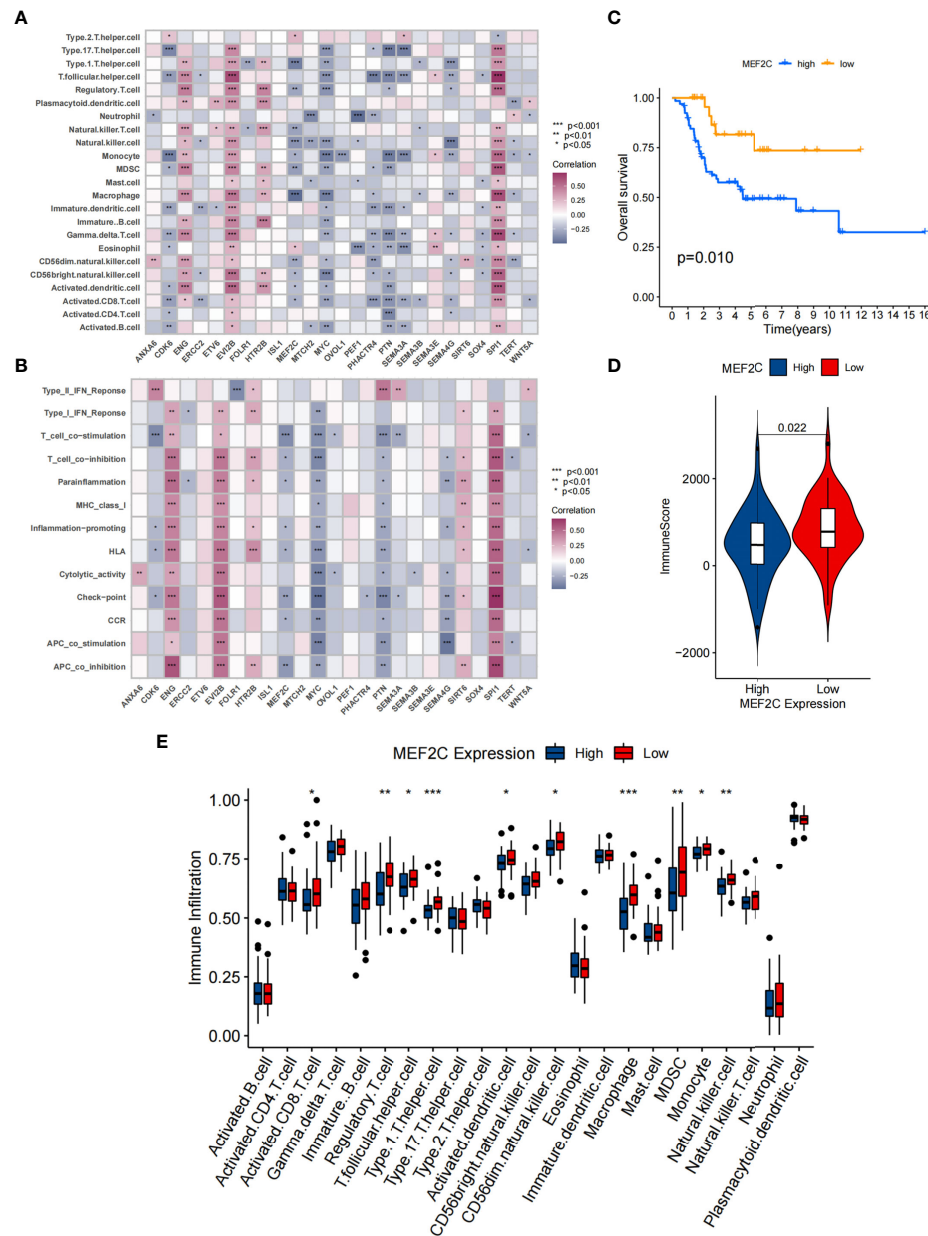 A
Type.2.T.helper.cell
Type.17.T.helper.cell
Type.1.T.helper.cell
T.follicular.helper.cell
Regulatory.T.cell
Plasmacytoid.dendritic.cell
Neutrophil
Natural.killer.T.cell
Natural.killer.cell
Monocyte
MDSC
Mast.cell
Macrophage
Immature.dendritic.cell
Immature..B.cell
Gamma.delta.T.cell
Eosinophil
CD56dim.natural.killer.cell
CD56bright.natural.killer.cell
Activated.dendritic.cell
Activated.CD8.T.cell
Activated.CD4.T.cell
Activated.B.cell
ANXA6 CDK6 ENG ERCC2 ETV6 EVI2B FOLR1 HTR2B ISL1 MEF2C MTCH2 MYC OVOL1 PEF1 PHACTR4 PTN SEMA3A SEMA3B SEMA3E SEMA4G SIRT6 SOX4 SPI1 TERT WNT5A
*** p<0.001
** p<0.01
* p<0.05
Correlation
0.50
0.25
0.00
−0.25
B
Type_II_IFN_Reponse
Type_I_IFN_Reponse
T_cell_co−stimulation
T_cell_co−inhibition
Parainflammation
MHC_class_I
Inflammation−promoting
HLA
Cytolytic_activity
Check−point
CCR
APC_co_stimulation
APC_co_inhibition
ANXA6 CDK6 ENG ERCC2 ETV6 EVI2B FOLR1 HTR2B ISL1 MEF2C MTCH2 MYC OVOL1 PEF1 PHACTR4 PTN SEMA3A SEMA3B SEMA3E SEMA4G SIRT6 SOX4 SPI1 TERT WNT5A
*** p<0.001
** p<0.01
* p<0.05
Correlation
0.50
0.25
0.00
−0.25
C
MEF2C high low
Overall survival
1.00
0.75
0.50
0.25
0.00
p=0.010
0 1 2 3 4 5 6 7 8 9 10 11 12 13 14 15 16
Time(years)
D
MEF2C High Low
0.022
ImmuneScore
2000
0
−2000
High Low
MEF2C Expression
E
MEF2C Expression High Low
* ** * *** * * *** ** * **
Immune Infiltration
1.00
0.75
0.50
0.25
0.00
Activated.B.cell
Activated.CD4.T.cell
Activated.CD8.T.cell
Gamma.delta.T.cell
Immature..B.cell
Regulatory.T.cell
T.follicular.helper.cell
Type.1.T.helper.cell
Type.17.T.helper.cell
Type.2.T.helper.cell
Activated.dendritic.cell
CD56bright.natural.killer.cell
CD56dim.natural.killer.cell
Eosinophil
Immature.dendritic.cell
Macrophage
Mast.cell
MDSC
Monocyte
Natural.killer.cell
Natural.killer.T.cell
Neutrophil
Plasmacytoid.dendritic.cell